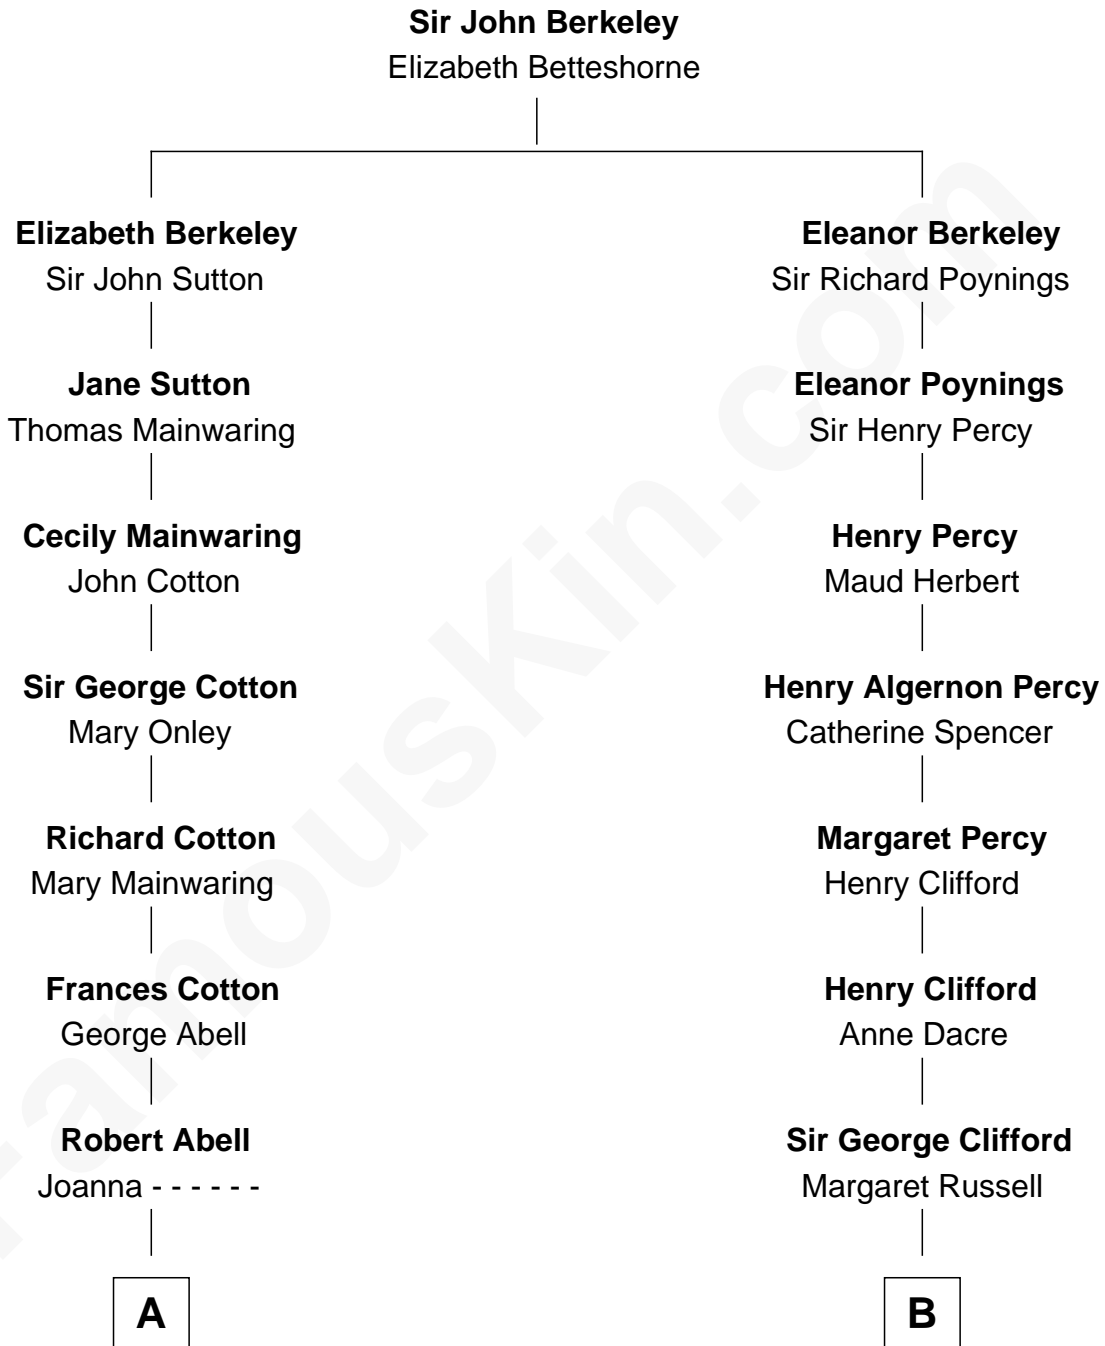 Sir John Berkeley
Elizabeth Betteshorne
Elizabeth Berkeley
Sir John Sutton
Eleanor Berkeley
Sir Richard Poynings
Jane Sutton
Thomas Mainwaring
Eleanor Poynings
Sir Henry Percy
Cecily Mainwaring
John Cotton
Henry Percy
Maud Herbert
Sir George Cotton
Mary Onley
Henry Algernon Percy
Catherine Spencer
Richard Cotton
Mary Mainwaring
Margaret Percy
Henry Clifford
Frances Cotton
George Abell
Henry Clifford
Anne Dacre
Robert Abell
Joanna - - - - - -
Sir George Clifford
Margaret Russell
A
B
FamousKin.com